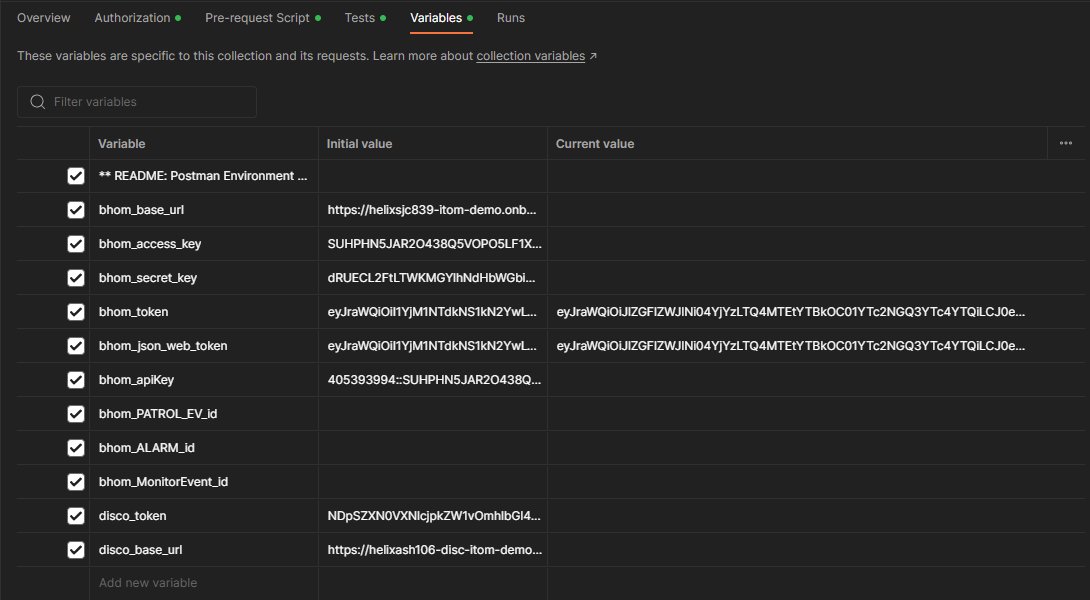 Overview Authorization Pre-request Script Tests Variables Runs
These variables are specific to this collection and its requests. Learn more about collection variables ↗
Filter variables
Variable Initial value Current value
** README: Postman Environment ...
bhom_base_url https://helixsjc839-itom-demo.onb...
bhom_access_key SUHPHN5JAR2O438Q5VOPO5LF1X...
bhom_secret_key dRUECL2FtLTWKMGYlhNdHbWGbi...
bhom_token eyJraWQiOiI1YjM1NTdkNS1kN2YwL... eyJraWQiOiJlZGFlZWJlNi04YjYzLTQ4MTEtYTBkOC01YTc2NGQ3YTc4YTQiLCJ0e...
bhom_json_web_token eyJraWQiOiI1YjM1NTdkNS1kN2YwL... eyJraWQiOiJlZGFlZWJlNi04YjYzLTQ4MTEtYTBkOC01YTc2NGQ3YTc4YTQiLCJ0e...
bhom_apiKey 405393994::SUHPHN5JAR2O438Q...
bhom_PATROL_EV_id
bhom_ALARM_id
bhom_MonitorEvent_id
disco_token NDpSZXN0VXNlcjpkZW1vOmhlbGl4...
disco_base_url https://helixash106-disc-itom-demo...
Add new variable